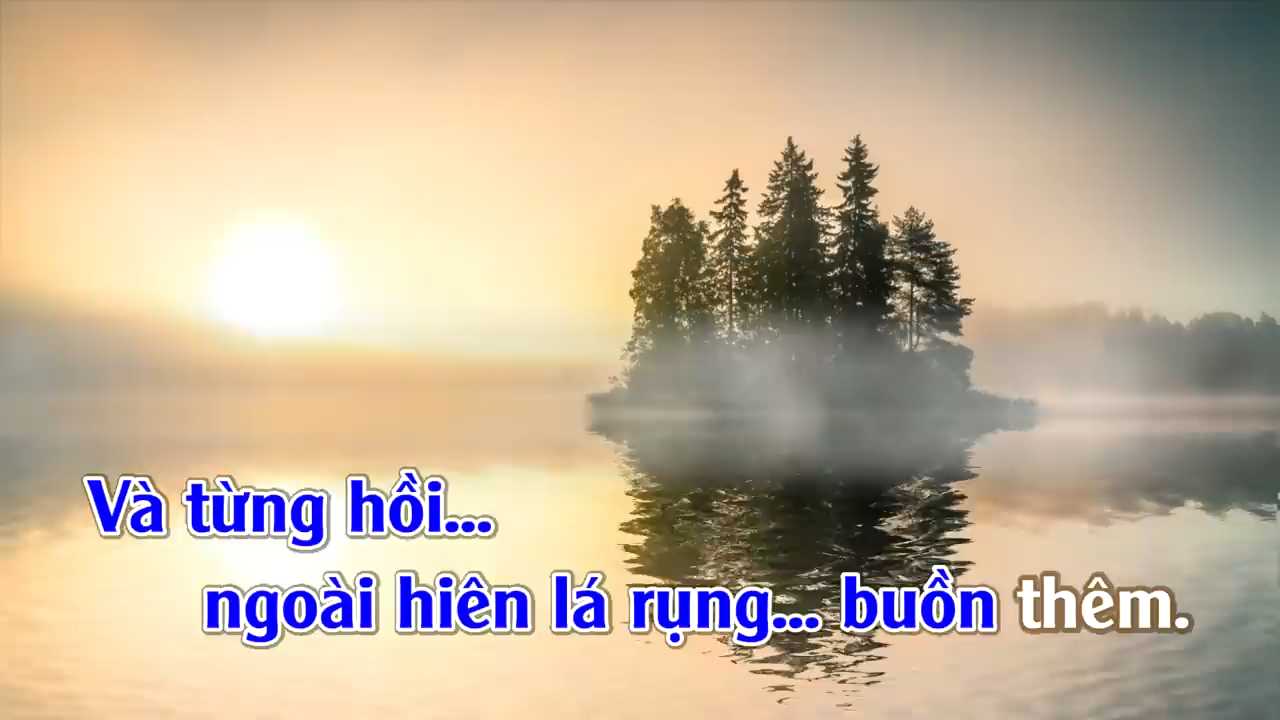 Và từng hồi...
ngoài hiên lá rụng... buồn thêm.